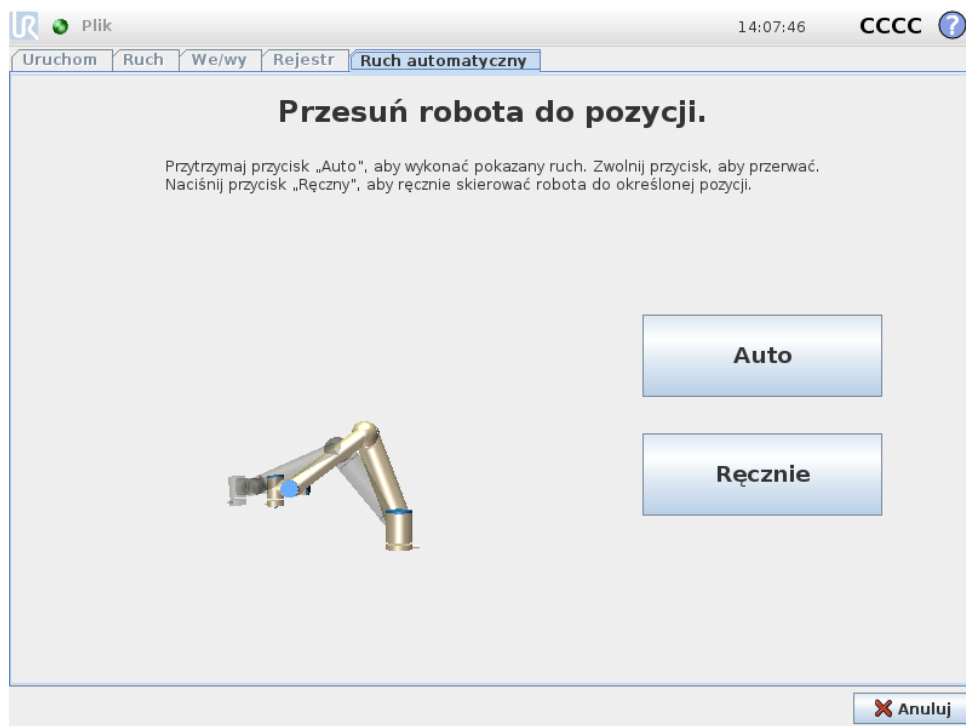 UR Plik 14:07:46 CCCC ?
Uruchom Ruch We/wy Rejestr Ruch automatyczny
Przesuń robota do pozycji.
Przytrzymaj przycisk „Auto", aby wykonać pokazany ruch. Zwolnij przycisk, aby przerwać.
Naciśnij przycisk „Ręczny", aby ręcznie skierować robota do określonej pozycji.
Auto
Ręcznie
Anuluj